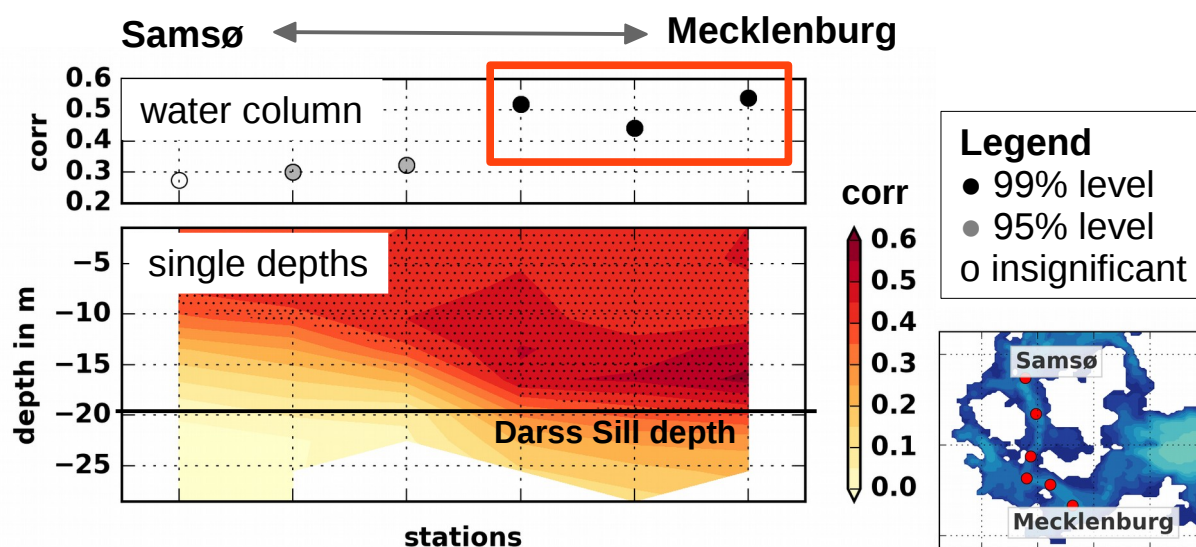 Samsø
Mecklenburg
corr
0.6
0.5
0.4
0.3
0.2
water column
depth in m
−5
−10
−15
−20
−25
single depths
Darss Sill depth
stations
corr
0.6
0.5
0.4
0.3
0.2
0.1
0.0
Legend
● 99% level
● 95% level
o insignificant
Samsø
Mecklenburg